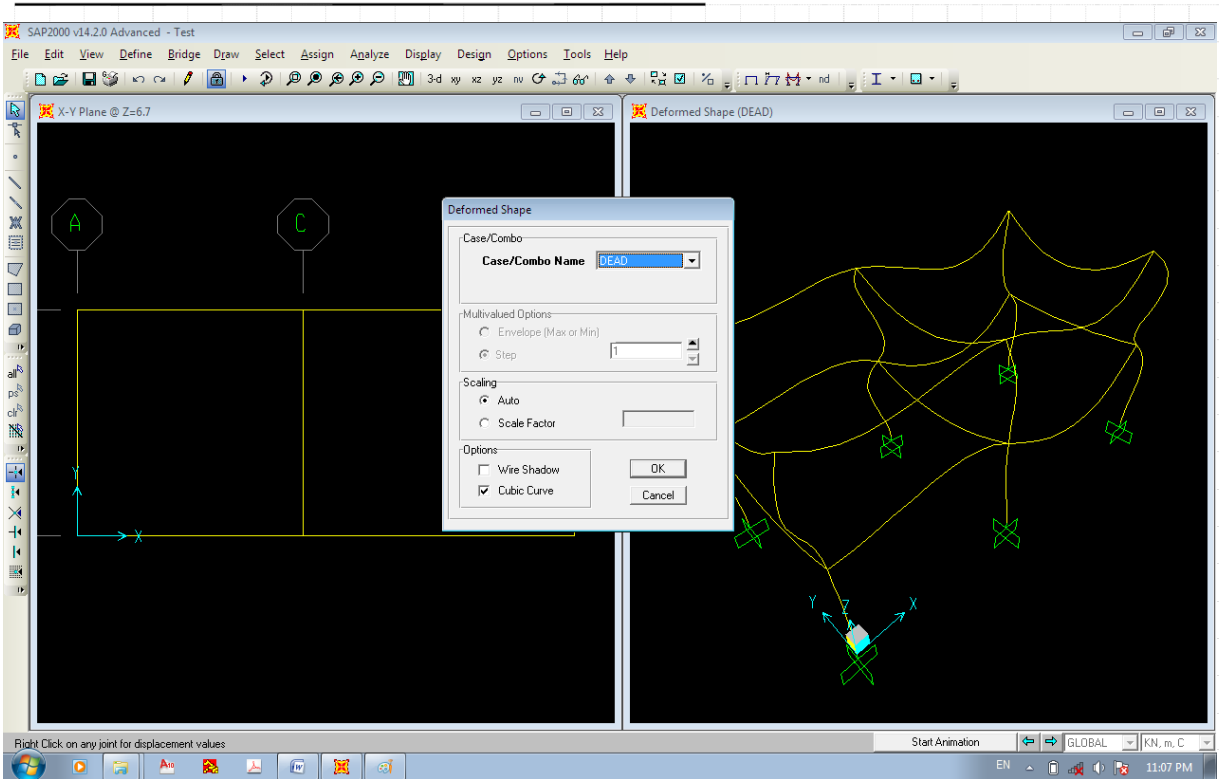 SAP2000 v14.2.0 Advanced - Test
File Edit View Define Bridge Draw Select Assign Analyze Display Design Options Tools Help
3-d xy xz yz nv nd
X-Y Plane @ Z=6.7
Deformed Shape (DEAD)
A C
Deformed Shape
Case/Combo
Case/Combo Name DEAD
Multivalued Options
Envelope (Max or Min)
Step 1
Scaling
Auto
Scale Factor
Options
Wire Shadow
Cubic Curve
OK
Cancel
all
ps
clr
Y
X
Y Z X
Right Click on any joint for displacement values
Start Animation
GLOBAL
KN, m, C
EN
11:07 PM